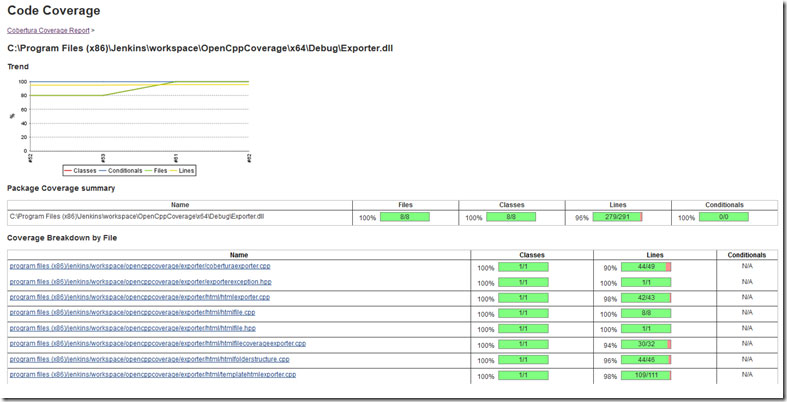 Code Coverage
Cobertura Coverage Report >
C:\Program Files (x86)\Jenkins\workspace\OpenCppCoverage\x64\Debug\Exporter.dll
Trend
100
80
60
40
20
0
%
#52
#53
#61
#62
Classes Conditionals Files Lines
Package Coverage summary
Name Files Classes Lines Conditionals
C:\Program Files (x86)\Jenkins\workspace\OpenCppCoverage\x64\Debug\Exporter.dll 100% 8/8 100% 8/8 96% 279/291 100% 0/0
Coverage Breakdown by File
Name Classes Lines Conditionals
program files (x86)/jenkins/workspace/opencppcoverage/exporter/coberturaexporter.cpp 100% 1/1 90% 44/49 N/A
program files (x86)/jenkins/workspace/opencppcoverage/exporter/exporterexception.hpp 100% 1/1 100% 1/1 N/A
program files (x86)/jenkins/workspace/opencppcoverage/exporter/html/htmlexporter.cpp 100% 1/1 98% 42/43 N/A
program files (x86)/jenkins/workspace/opencppcoverage/exporter/html/htmlfile.cpp 100% 1/1 100% 8/8 N/A
program files (x86)/jenkins/workspace/opencppcoverage/exporter/html/htmlfile.hpp 100% 1/1 100% 1/1 N/A
program files (x86)/jenkins/workspace/opencppcoverage/exporter/html/htmlfilecoverageexporter.cpp 100% 1/1 94% 30/32 N/A
program files (x86)/jenkins/workspace/opencppcoverage/exporter/html/htmlfolderstructure.cpp 100% 1/1 96% 44/46 N/A
program files (x86)/jenkins/workspace/opencppcoverage/exporter/html/templatehtmlexporter.cpp 100% 1/1 98% 109/111 N/A